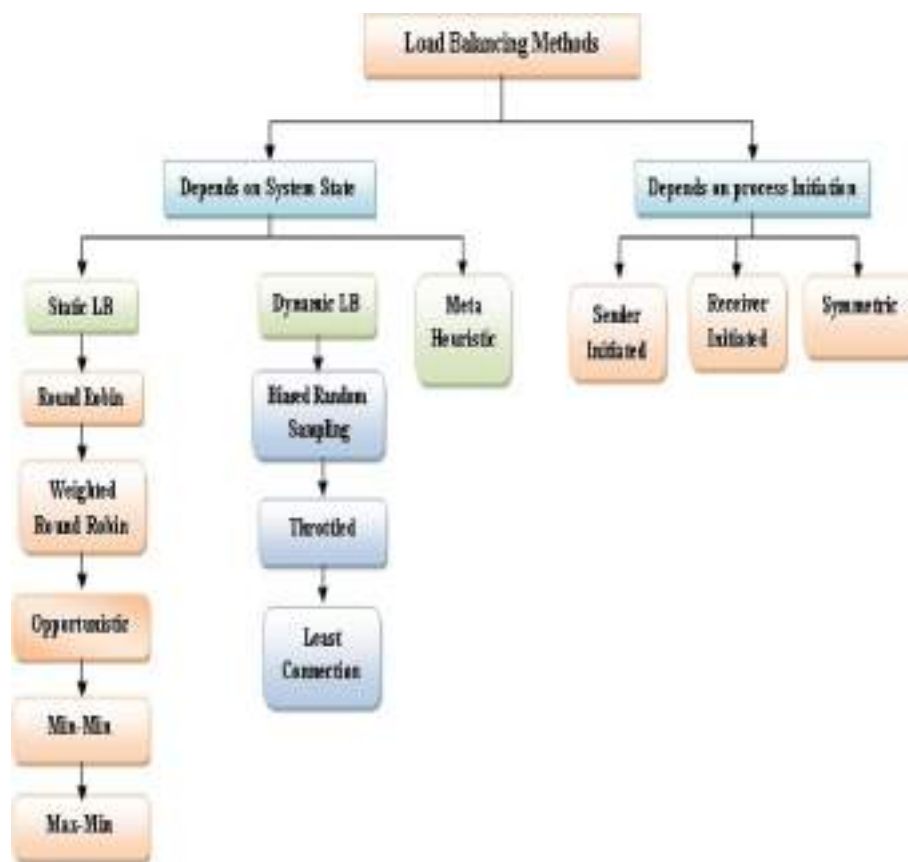 Load Balancing Methods
Depends on System State
Depends on process Initiation
Static LB
Dynamic LB
Meta
Heuristic
Sender
Initiated
Receiver
Initiated
Symmetric
Round Robin
Biased Random
Sampling
Weighted
Round Robin
Throttled
Opportunistic
Least
Connection
Min-Min
Max-Min